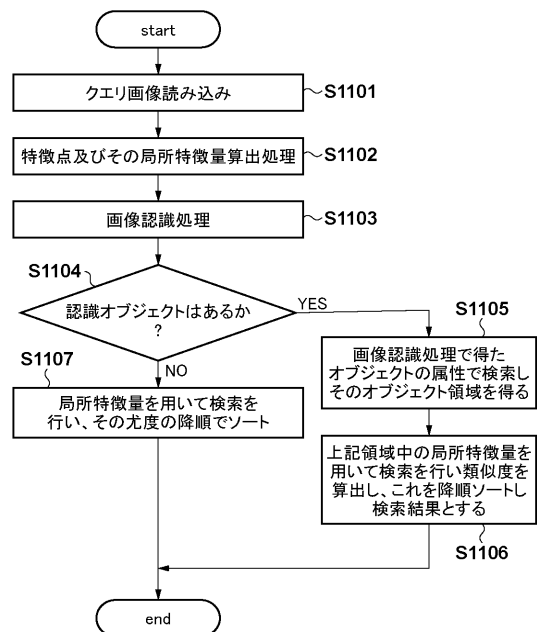 start
クエリ画像読み込み
S1101
特徴点及びその局所特徴量算出処理
S1102
画像認識処理
S1103
S1104
認識オブジェクトはあるか
?
YES
NO
S1105
画像認識処理で得た
オブジェクトの属性で検索し
そのオブジェクト領域を得る
S1107
局所特徴量を用いて検索を
行い、その尤度の降順でソート
上記領域中の局所特徴量を
用いて検索を行い類似度を
算出し、これを降順ソートし
検索結果とする
S1106
end